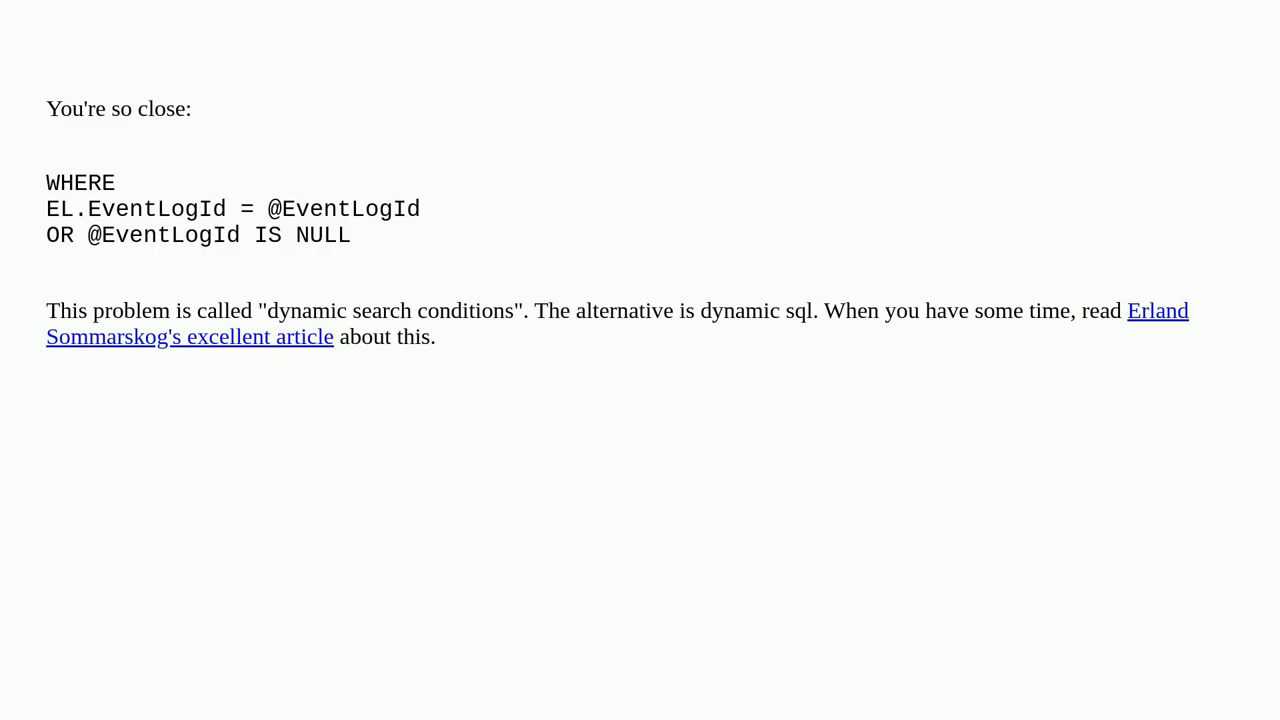 You're so close:
WHERE
EL.EventLogId = @EventLogId
OR @EventLogId IS NULL
This problem is called "dynamic search conditions". The alternative is dynamic sql. When you have some time, read Erland
Sommarskog's excellent article about this.